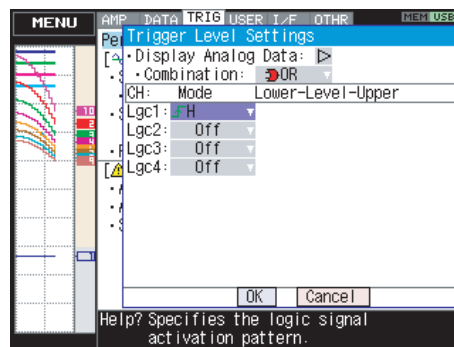 MENU
AMP DATA TRIG USER I/F OTHR
MEM USB
Trigger Level Settings
・Display Analog Data:
・Combination: OR
CH: Mode Lower-Level-Upper
Lgc1: H
Lgc2: Off
Lgc3: Off
Lgc4: Off
10
OK Cancel
Help? Specifies the logic signal
activation pattern.